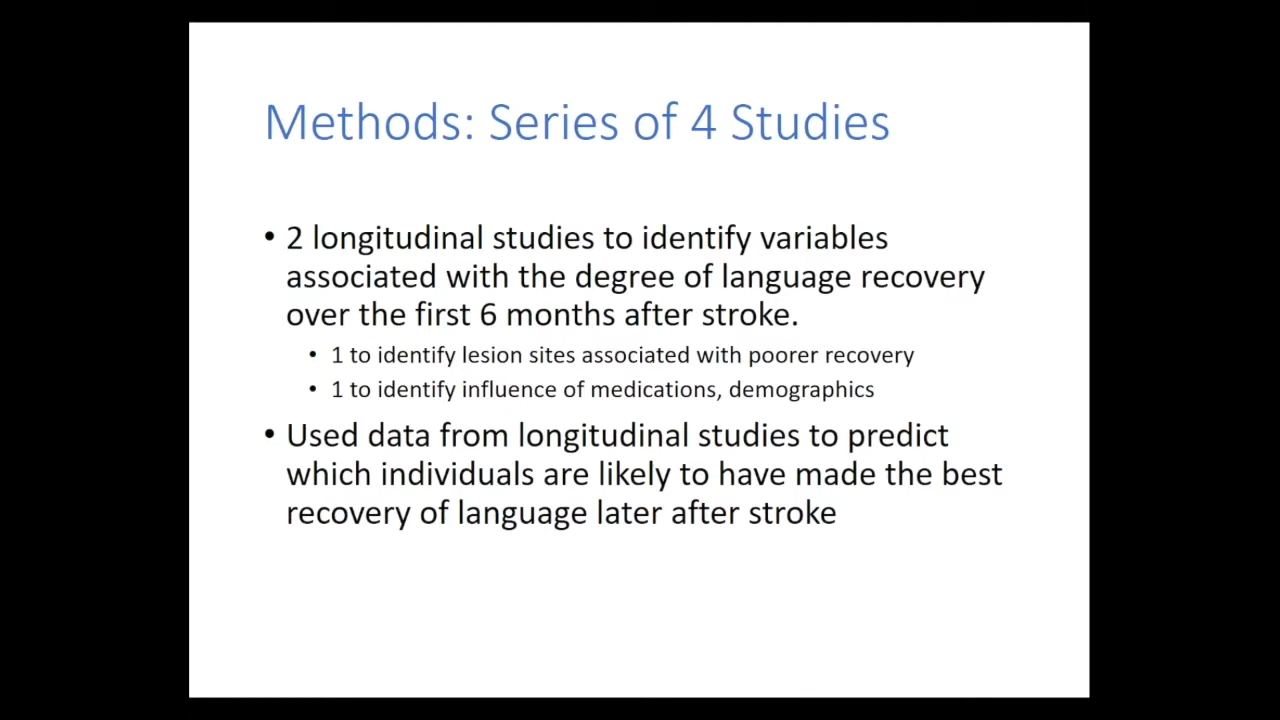 Methods: Series of 4 Studies
• 2 longitudinal studies to identify variables
associated with the degree of language recovery
over the first 6 months after stroke.
• 1 to identify lesion sites associated with poorer recovery
• 1 to identify influence of medications, demographics
• Used data from longitudinal studies to predict
which individuals are likely to have made the best
recovery of language later after stroke